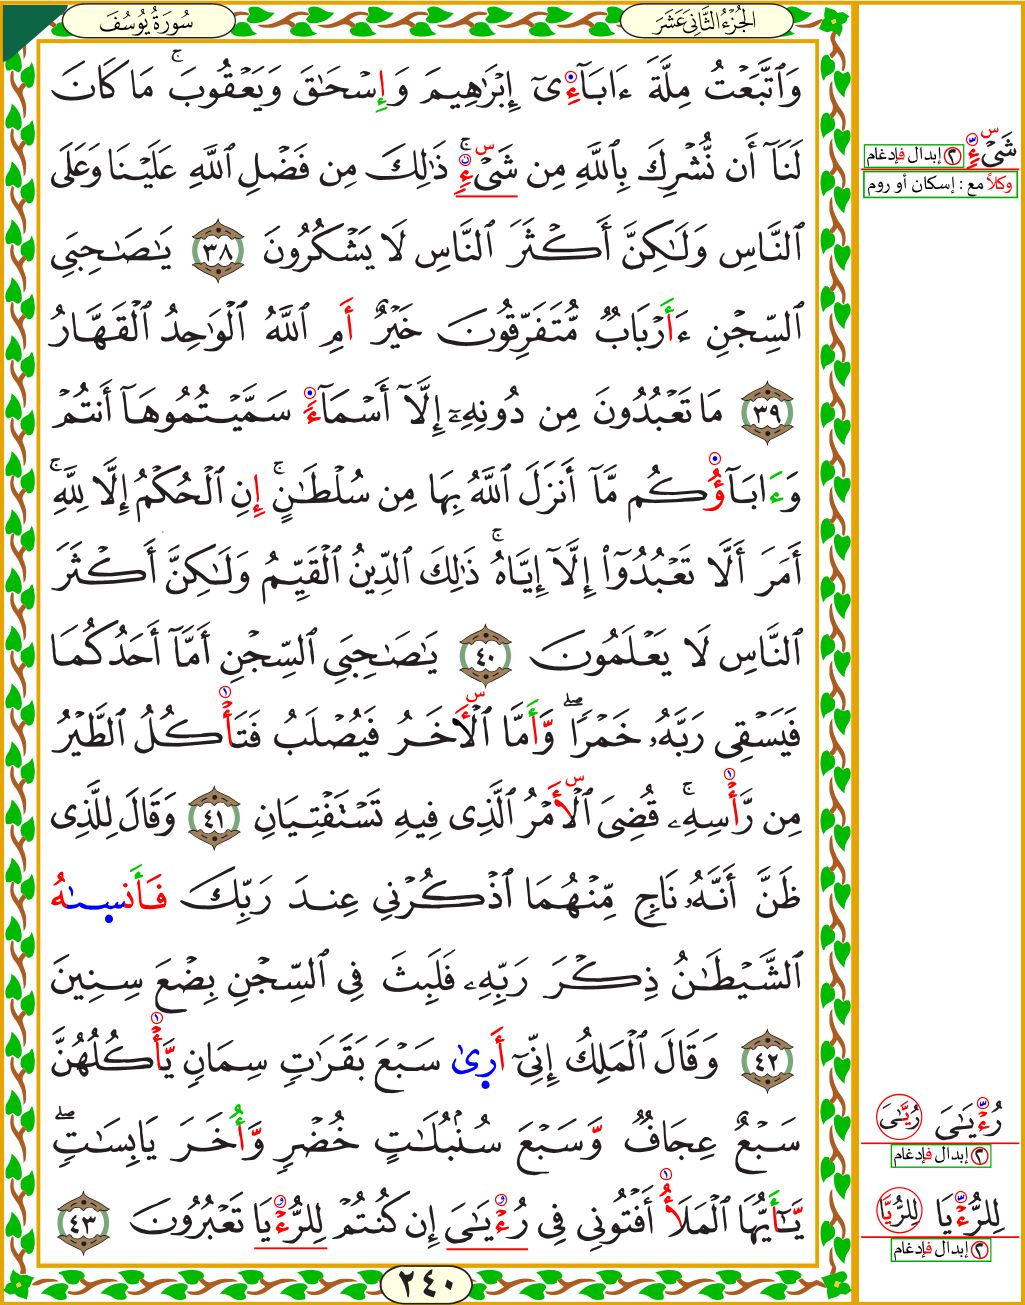 الجُزْءُ الثَّانِي عَشَرَ
سُورَةُ يُوسُفَ
وَٱتَّبَعْتُ مِلَّةَ ءَابَآءِىٓ إِبْرَٰهِيمَ وَإِسْحَٰقَ وَيَعْقُوبَ ۚ مَا كَانَ
لَنَآ أَن نُّشْرِكَ بِٱللَّهِ مِن شَىْءٍ ۚ ذَٰلِكَ مِن فَضْلِ ٱللَّهِ عَلَيْنَا وَعَلَى
ٱلنَّاسِ وَلَٰكِنَّ أَكْثَرَ ٱلنَّاسِ لَا يَشْكُرُونَ ٣٨ يَٰصَٰحِبَىِ
ٱلسِّجْنِ ءَأَرْبَابٌ مُّتَفَرِّقُونَ خَيْرٌ أَمِ ٱللَّهُ ٱلْوَٰحِدُ ٱلْقَهَّارُ
٣٩ مَا تَعْبُدُونَ مِن دُونِهِۦٓ إِلَّآ أَسْمَآءً سَمَّيْتُمُوهَآ أَنتُمْ
وَءَابَآؤُكُم مَّآ أَنزَلَ ٱللَّهُ بِهَا مِن سُلْطَٰنٍ ۚ إِنِ ٱلْحُكْمُ إِلَّا لِلَّهِ ۚ
أَمَرَ أَلَّا تَعْبُدُوٓا۟ إِلَّآ إِيَّاهُ ۚ ذَٰلِكَ ٱلدِّينُ ٱلْقَيِّمُ وَلَٰكِنَّ أَكْثَرَ
ٱلنَّاسِ لَا يَعْلَمُونَ ٤٠ يَٰصَٰحِبَىِ ٱلسِّجْنِ أَمَّآ أَحَدُكُمَا
فَيَسْقِى رَبَّهُۥ خَمْرًا ۖ وَأَمَّا ٱلْءَاخَرُ فَيُصْلَبُ فَتَأْكُلُ ٱلطَّيْرُ
مِن رَّأْسِهِۦ ۚ قُضِىَ ٱلْأَمْرُ ٱلَّذِى فِيهِ تَسْتَفْتِيَانِ ٤١ وَقَالَ لِلَّذِى
ظَنَّ أَنَّهُۥ نَاجٍ مِّنْهُمَا ٱذْكُرْنِى عِندَ رَبِّكَ فَأَنسِىٰهُ
ٱلشَّيْطَٰنُ ذِكْرَ رَبِّهِۦ فَلَبِثَ فِى ٱلسِّجْنِ بِضْعَ سِنِينَ
٤٢ وَقَالَ ٱلْمَلِكُ إِنِّىٓ أَرِىٰ سَبْعَ بَقَرَٰتٍ سِمَانٍ يَأْكُلُهُنَّ
سَبْعٌ عِجَافٌ وَسَبْعَ سُنۢبُلَٰتٍ خُضْرٍ وَأُخَرَ يَابِسَٰتٍ ۖ
يَٰٓأَيُّهَا ٱلْمَلَأُ أَفْتُونِى فِى رُءْيَٰىَ إِن كُنتُمْ لِلرُّءْيَا تَعْبُرُونَ ٤٣
٢٤٠
شَىْءٍ
٢ إبدال فإدغام
وكلاً مع : إسكان أو روم
رُءْيَٰىَ رُيَّٰىَ
٢ إبدال فإدغام
لِلرُّءْيَا لِلرُّيَّا
٢ إبدال فإدغام